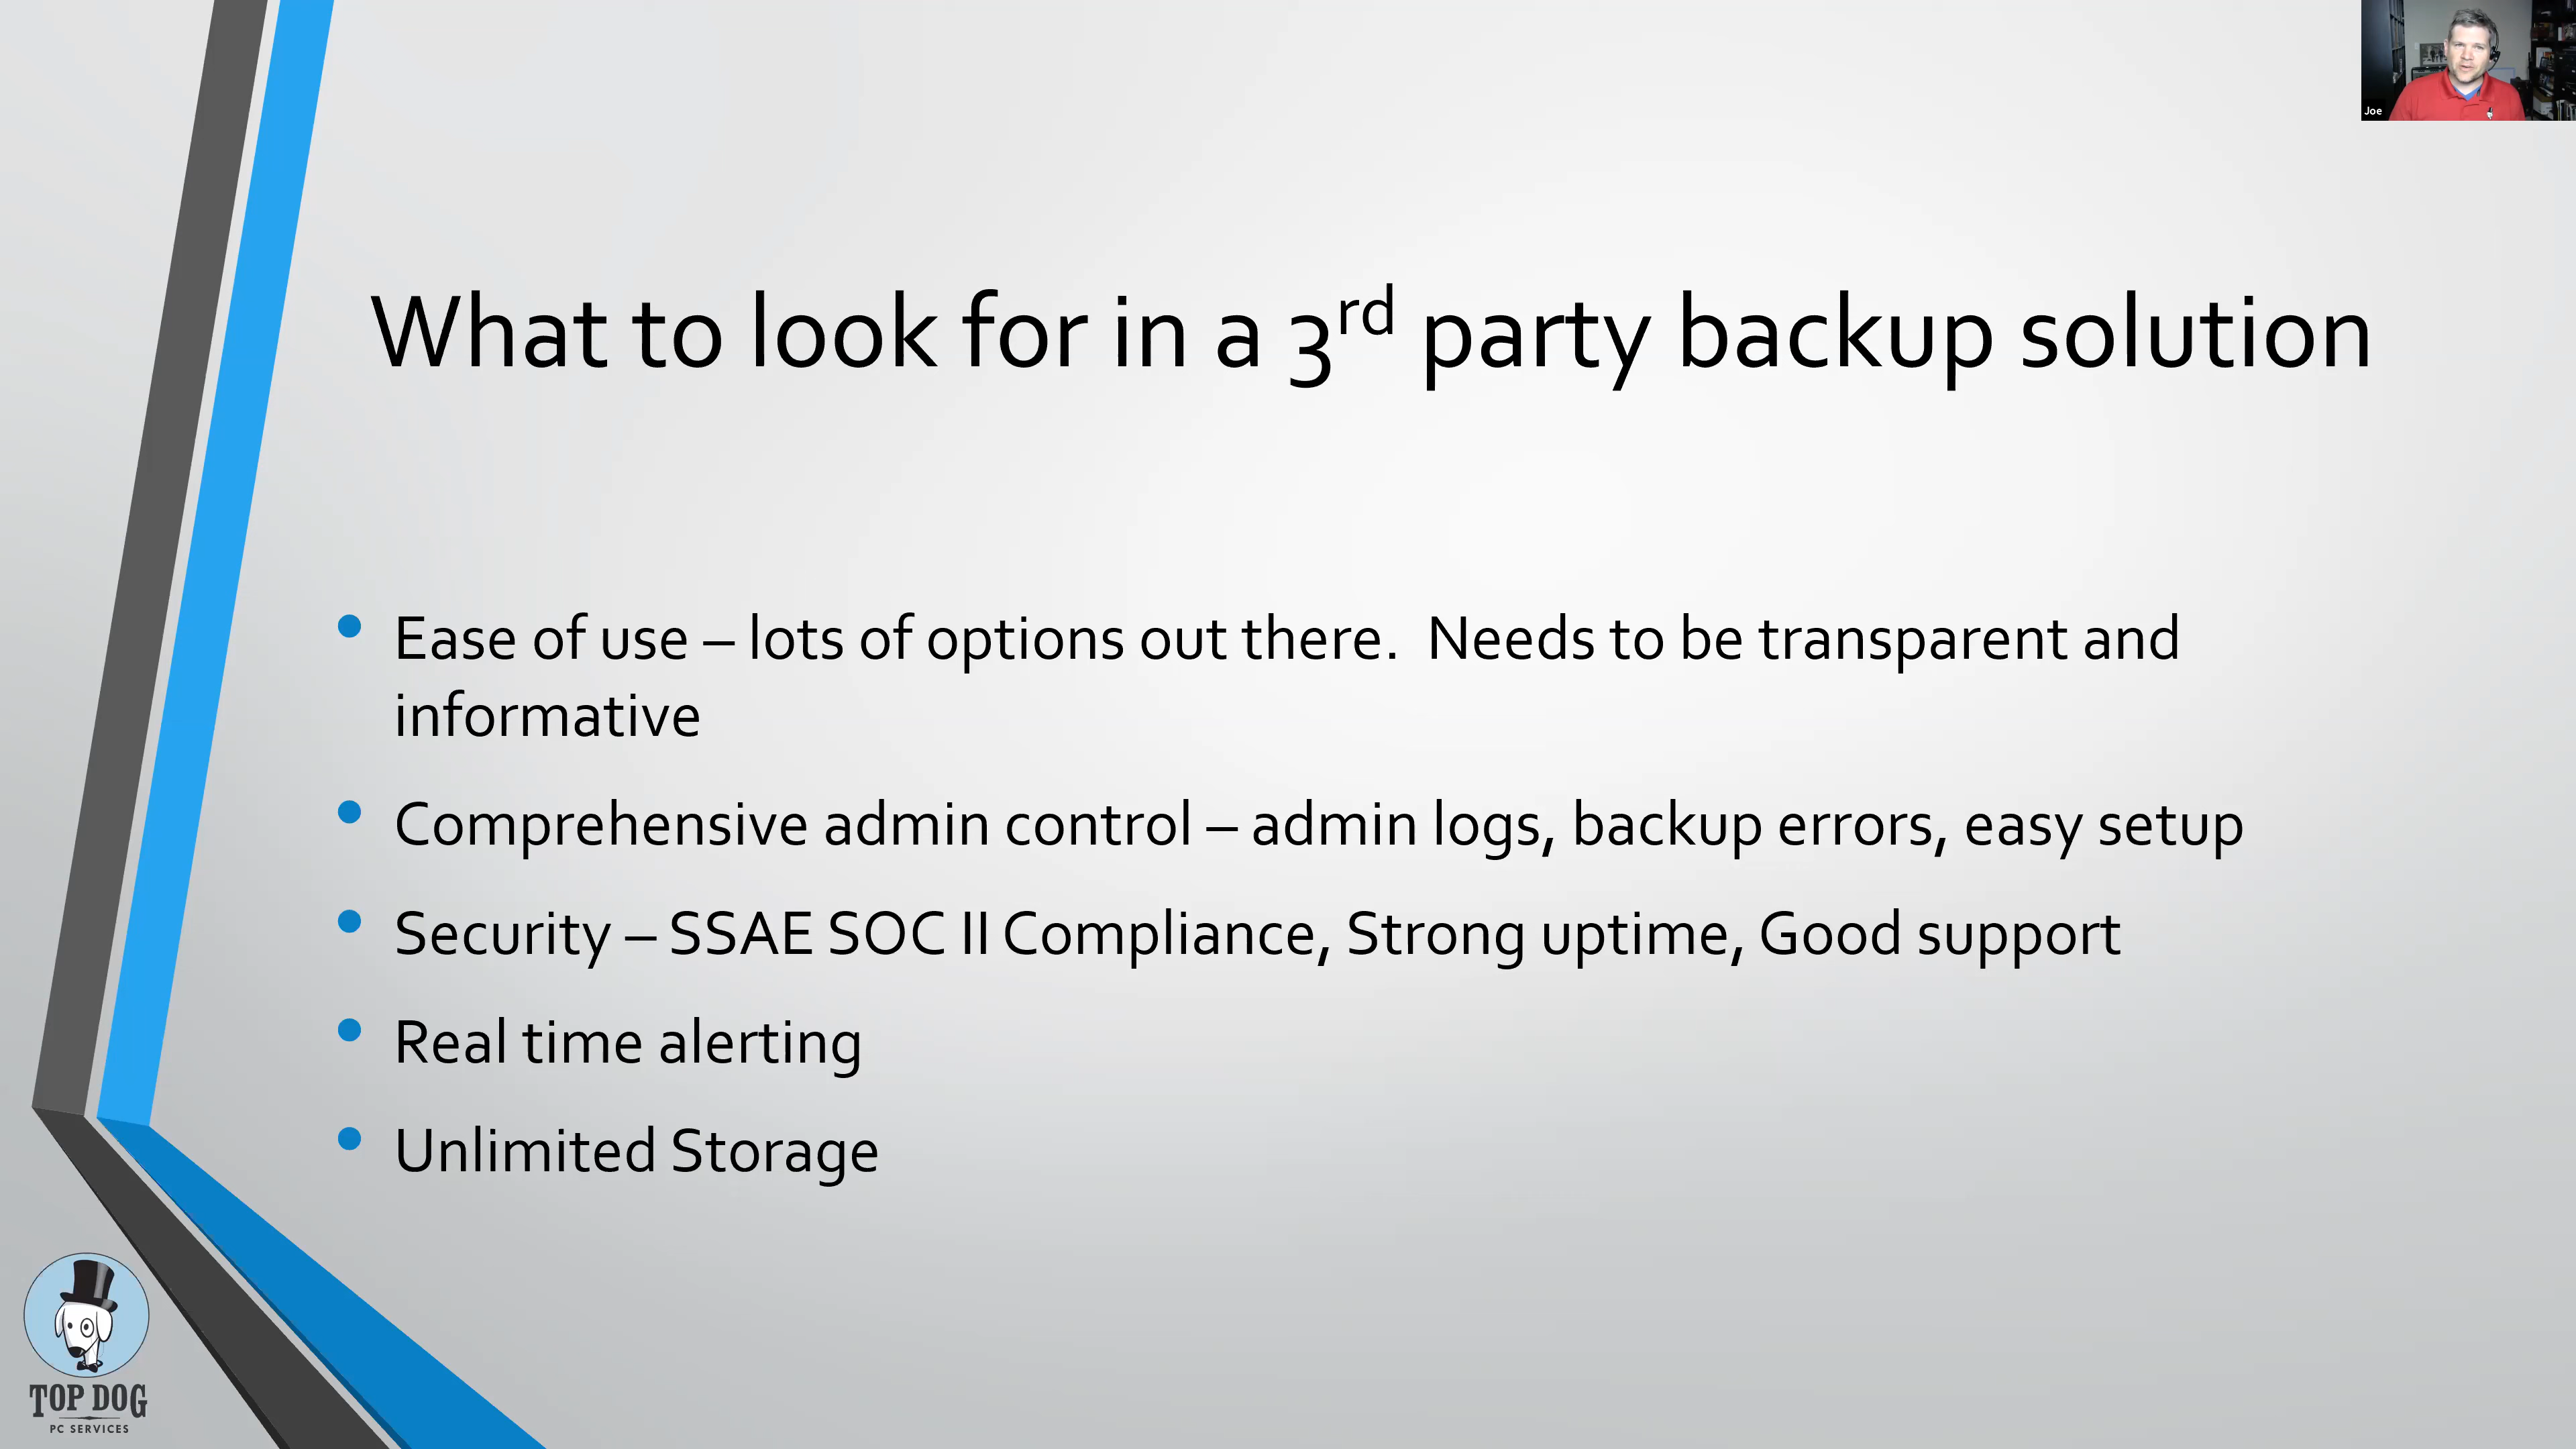 Joe
What to look for in a 3rd party backup solution
• Ease of use – lots of options out there.  Needs to be transparent and
informative
• Comprehensive admin control – admin logs, backup errors, easy setup
• Security – SSAE SOC II Compliance, Strong uptime, Good support
• Real time alerting
• Unlimited Storage
TOP DOG
PC SERVICES